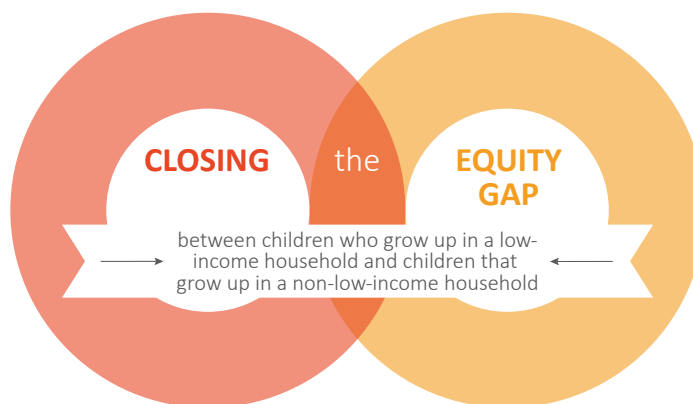 CLOSING the EQUITY
GAP
between children who grow up in a low-
income household and children that
grow up in a non-low-income household